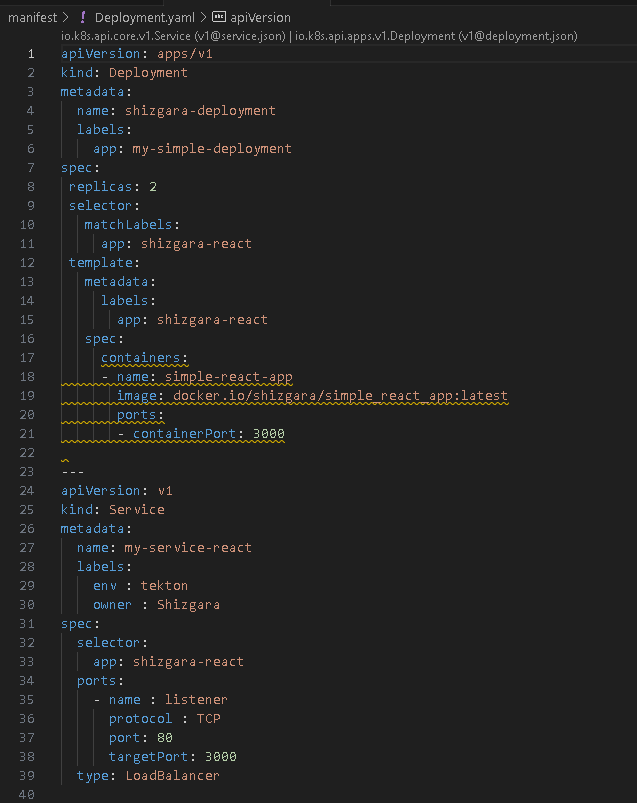 manifest > ! Deployment.yaml > abc apiVersion
io.k8s.api.core.v1.Service (v1@service.json) | io.k8s.api.apps.v1.Deployment (v1@deployment.json)
1 apiVersion: apps/v1
2 kind: Deployment
3 metadata:
4   name: shizgara-deployment
5   labels:
6     app: my-simple-deployment
7 spec:
8  replicas: 2
9  selector:
10    matchLabels:
11      app: shizgara-react
12  template:
13    metadata:
14      labels:
15        app: shizgara-react
16    spec:
17      containers:
18      - name: simple-react-app
19        image: docker.io/shizgara/simple_react_app:latest
20        ports:
21        - containerPort: 3000
22
23 ---
24 apiVersion: v1
25 kind: Service
26 metadata:
27   name: my-service-react
28   labels:
29     env : tekton
30     owner : Shizgara
31 spec:
32   selector:
33     app: shizgara-react
34   ports:
35     - name : listener
36       protocol : TCP
37       port: 80
38       targetPort: 3000
39   type: LoadBalancer
40